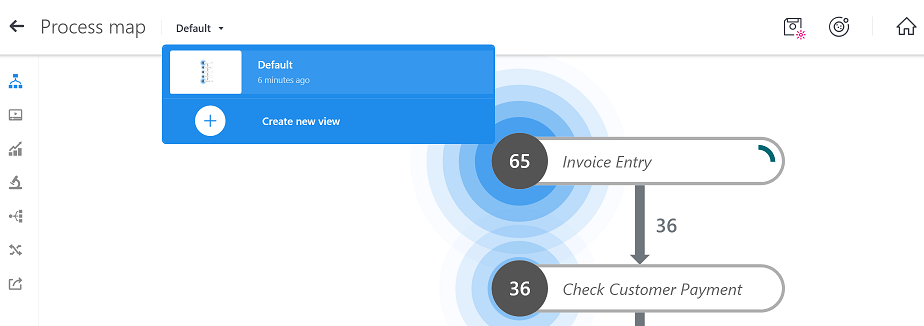 Process map
Default
Default
6 minutes ago
Create new view
65
Invoice Entry
36
36
Check Customer Payment